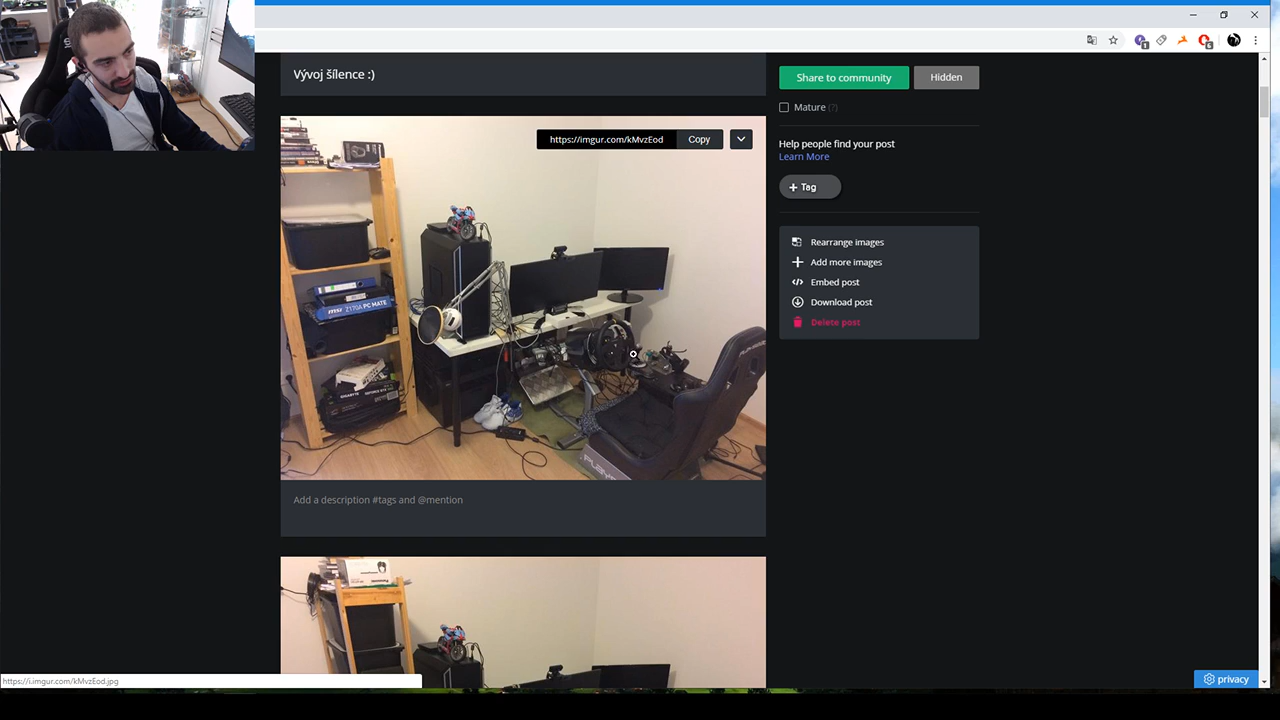 Vývoj šílence :)
https://imgur.com/kMvzEod
Copy
Share to community
Hidden
Mature (?)
Help people find your post
Learn More
+ Tag
Rearrange images
Add more images
Embed post
Download post
Delete post
msi Z170A PC MATE
GIGABYTE
Add a description #tags and @mention
https://i.imgur.com/kMvzEod.jpg
privacy